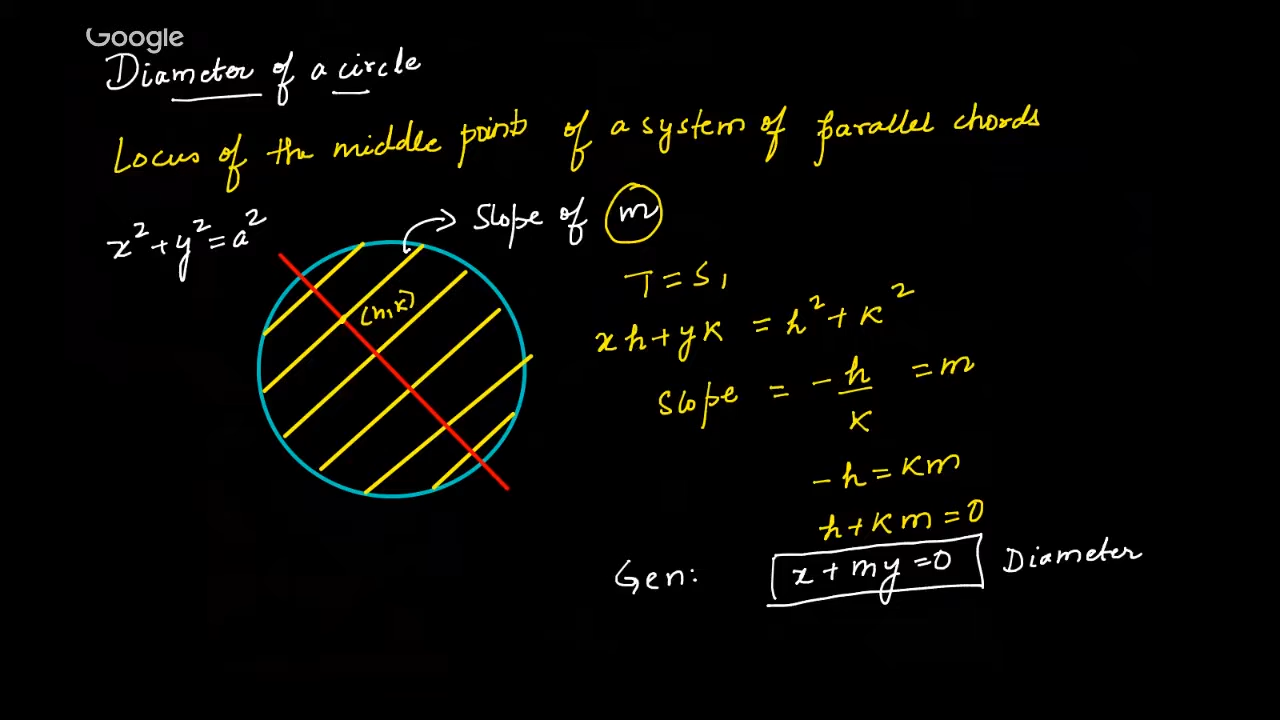 Google
Diameter of a circle
Locus of the middle point of a system of parallel chords
x² + y² = a²
Slope of m
(h,k)
T = S₁
xh + yk = h² + k²
Slope = -h/k = m
-h = km
h + km = 0
Gen: x + my = 0 Diameter